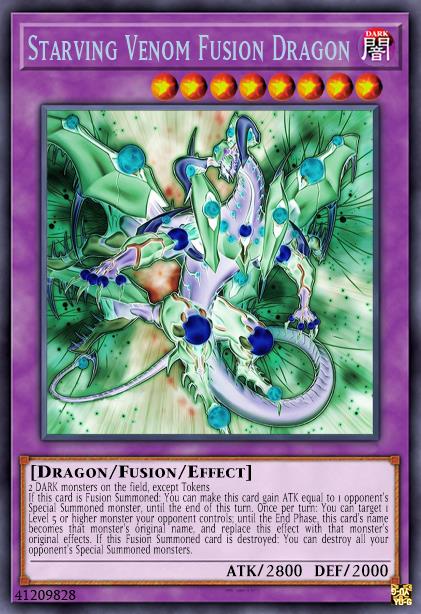 STARVING VENOM FUSION DRAGON
DARK
闇
[DRAGON/FUSION/EFFECT]
2 DARK monsters on the field, except Tokens
If this card is Fusion Summoned: You can make this card gain ATK equal to 1 opponent's
Special Summoned monster, until the end of this turn. Once per turn: You can target 1
Level 5 or higher monster your opponent controls; until the End Phase, this card's name
becomes that monster's original name, and replace this effect with that monster's
original effects. If this Fusion Summoned card is destroyed: You can destroy all your
opponent's Special Summoned monsters.
ATK/2800 DEF/2000
41209828